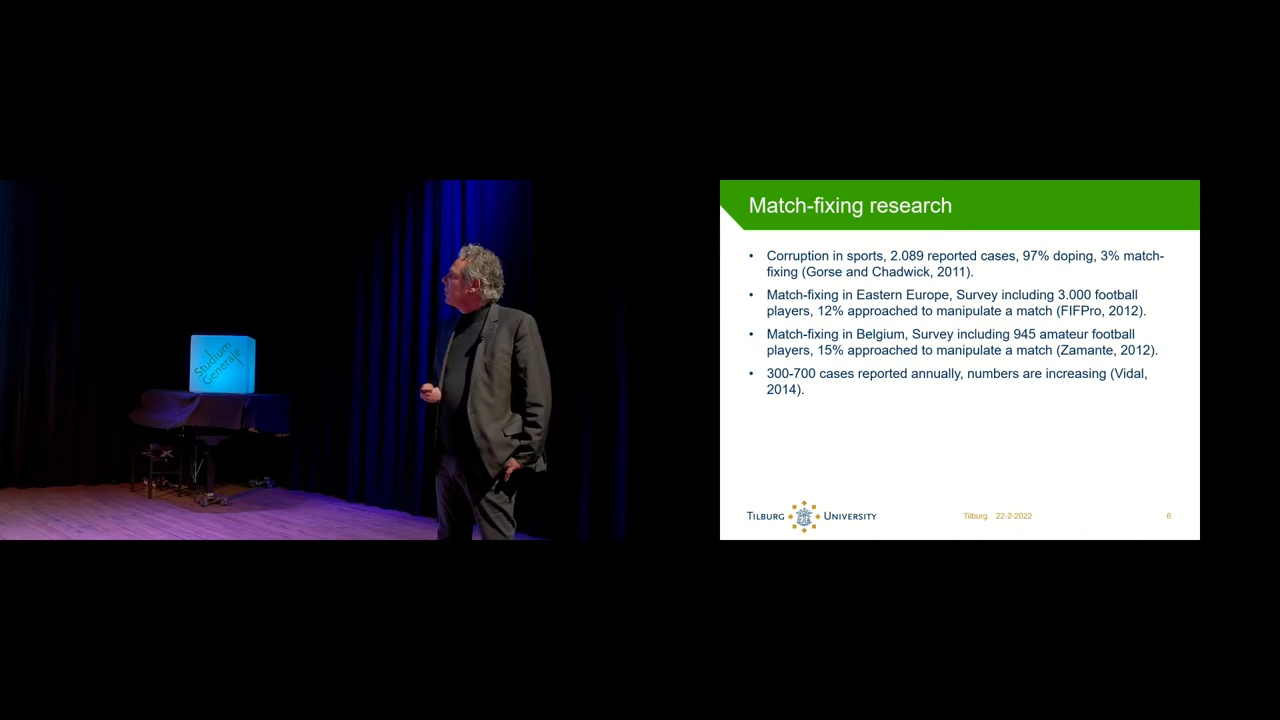 Studium
Generale
Match-fixing research
• Corruption in sports, 2.089 reported cases, 97% doping, 3% match-
fixing (Gorse and Chadwick, 2011).
• Match-fixing in Eastern Europe, Survey including 3.000 football
players, 12% approached to manipulate a match (FIFPro, 2012).
• Match-fixing in Belgium, Survey including 945 amateur football
players, 15% approached to manipulate a match (Zamante, 2012).
• 300-700 cases reported annually, numbers are increasing (Vidal,
2014).
TILBURG UNIVERSITY
Tilburg 22-2-2022
6